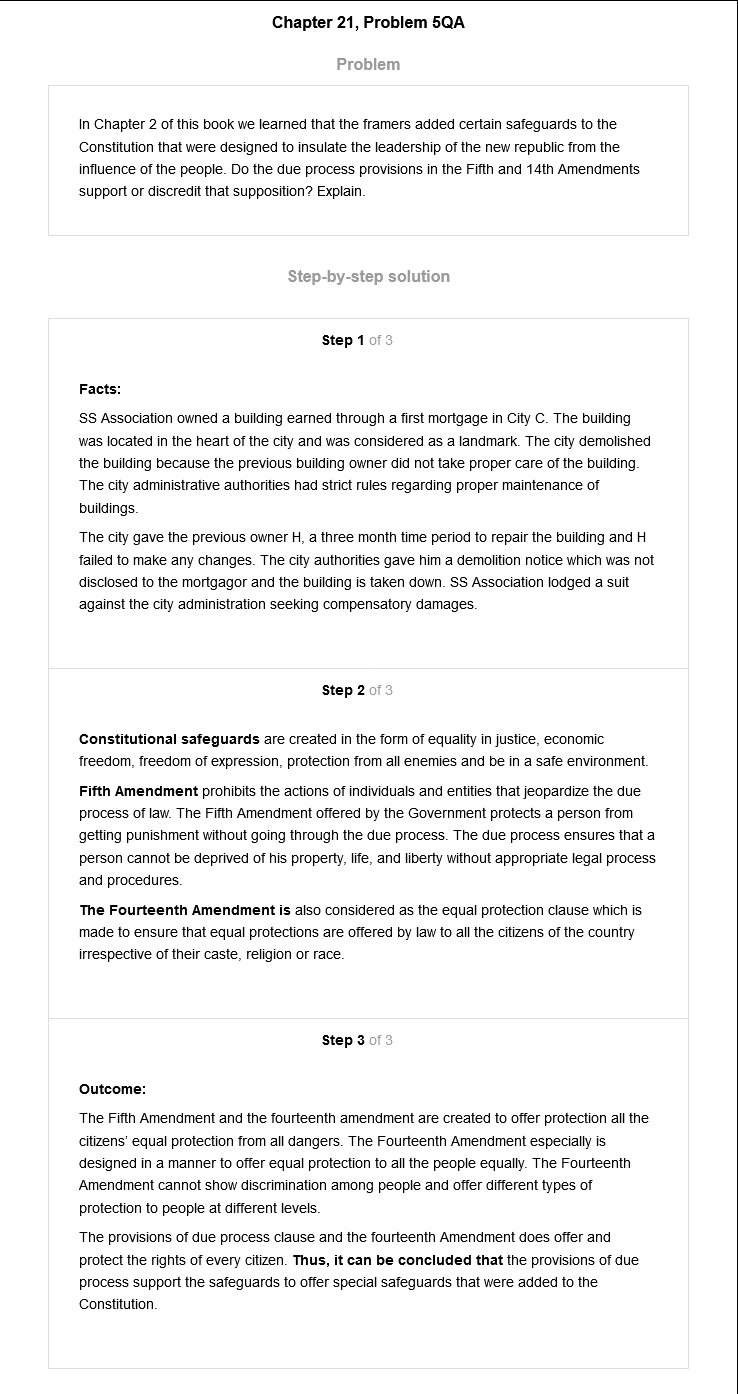 Chapter 21, Problem 5QA
Problem
In Chapter 2 of this book we learned that the framers added certain safeguards to the
Constitution that were designed to insulate the leadership of the new republic from the
influence of the people. Do the due process provisions in the Fifth and 14th Amendments
support or discredit that supposition? Explain.
Step-by-step solution
Step 1 of 3
Facts:
SS Association owned a building earned through a first mortgage in City C. The building
was located in the heart of the city and was considered as a landmark. The city demolished
the building because the previous building owner did not take proper care of the building.
The city administrative authorities had strict rules regarding proper maintenance of
buildings.
The city gave the previous owner H, a three month time period to repair the building and H
failed to make any changes. The city authorities gave him a demolition notice which was not
disclosed to the mortgagor and the building is taken down. SS Association lodged a suit
against the city administration seeking compensatory damages.
Step 2 of 3
Constitutional safeguards are created in the form of equality in justice, economic
freedom, freedom of expression, protection from all enemies and be in a safe environment.
Fifth Amendment prohibits the actions of individuals and entities that jeopardize the due
process of law. The Fifth Amendment offered by the Government protects a person from
getting punishment without going through the due process. The due process ensures that a
person cannot be deprived of his property, life, and liberty without appropriate legal process
and procedures.
The Fourteenth Amendment is also considered as the equal protection clause which is
made to ensure that equal protections are offered by law to all the citizens of the country
irrespective of their caste, religion or race.
Step 3 of 3
Outcome:
The Fifth Amendment and the fourteenth amendment are created to offer protection all the
citizens' equal protection from all dangers. The Fourteenth Amendment especially is
designed in a manner to offer equal protection to all the people equally. The Fourteenth
Amendment cannot show discrimination among people and offer different types of
protection to people at different levels.
The provisions of due process clause and the fourteenth Amendment does offer and
protect the rights of every citizen. Thus, it can be concluded that the provisions of due
process support the safeguards to offer special safeguards that were added to the
Constitution.